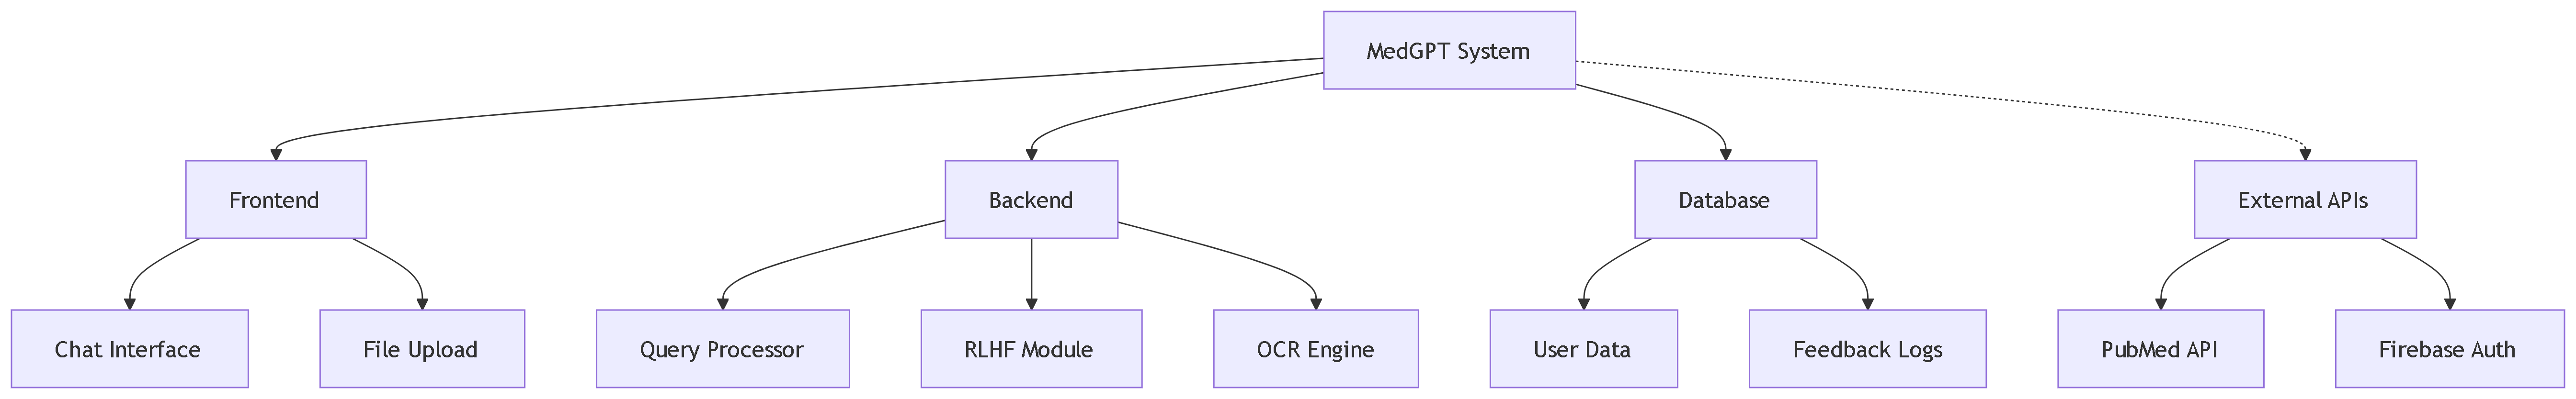 MedGPT System
Frontend
Backend
Database
External APIs
Chat Interface
File Upload
Query Processor
RLHF Module
OCR Engine
User Data
Feedback Logs
PubMed API
Firebase Auth